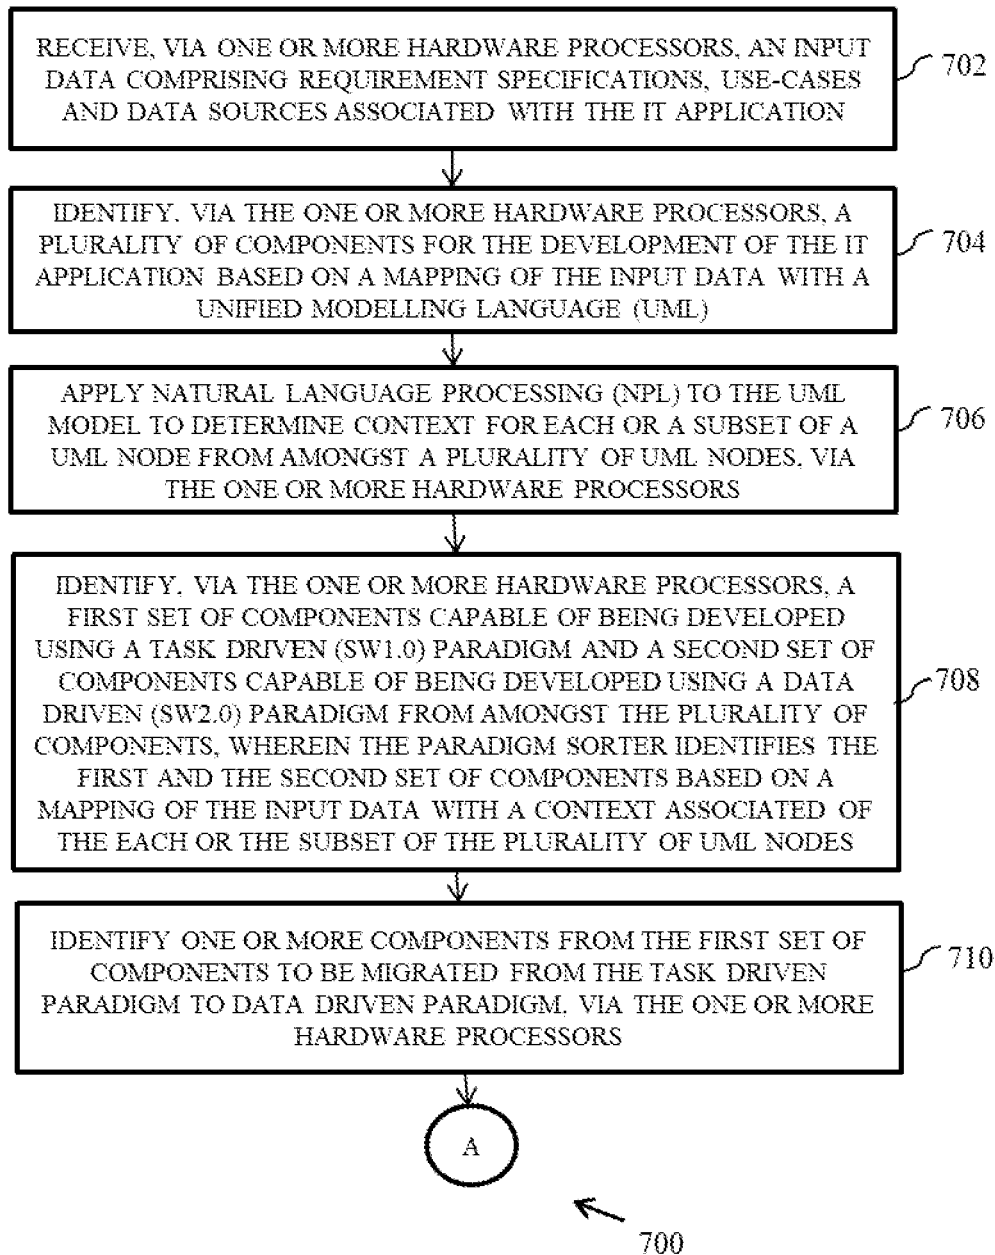 RECEIVE, VIA ONE OR MORE HARDWARE PROCESSORS, AN INPUT
DATA COMPRISING REQUIREMENT SPECIFICATIONS, USE-CASES
AND DATA SOURCES ASSOCIATED WITH THE IT APPLICATION
702
IDENTIFY, VIA THE ONE OR MORE HARDWARE PROCESSORS, A
PLURALITY OF COMPONENTS FOR THE DEVELOPMENT OF THE IT
APPLICATION BASED ON A MAPPING OF THE INPUT DATA WITH A
UNIFIED MODELLING LANGUAGE (UML)
704
APPLY NATURAL LANGUAGE PROCESSING (NPL) TO THE UML
MODEL TO DETERMINE CONTEXT FOR EACH OR A SUBSET OF A
UML NODE FROM AMONGST A PLURALITY OF UML NODES, VIA
THE ONE OR MORE HARDWARE PROCESSORS
706
IDENTIFY, VIA THE ONE OR MORE HARDWARE PROCESSORS, A
FIRST SET OF COMPONENTS CAPABLE OF BEING DEVELOPED
USING A TASK DRIVEN (SW1.0) PARADIGM AND A SECOND SET OF
COMPONENTS CAPABLE OF BEING DEVELOPED USING A DATA
DRIVEN (SW2.0) PARADIGM FROM AMONGST THE PLURALITY OF
COMPONENTS, WHEREIN THE PARADIGM SORTER IDENTIFIES THE
FIRST AND THE SECOND SET OF COMPONENTS BASED ON A
MAPPING OF THE INPUT DATA WITH A CONTEXT ASSOCIATED OF
THE EACH OR THE SUBSET OF THE PLURALITY OF UML NODES
708
IDENTIFY ONE OR MORE COMPONENTS FROM THE FIRST SET OF
COMPONENTS TO BE MIGRATED FROM THE TASK DRIVEN
PARADIGM TO DATA DRIVEN PARADIGM, VIA THE ONE OR MORE
HARDWARE PROCESSORS
710
A
700